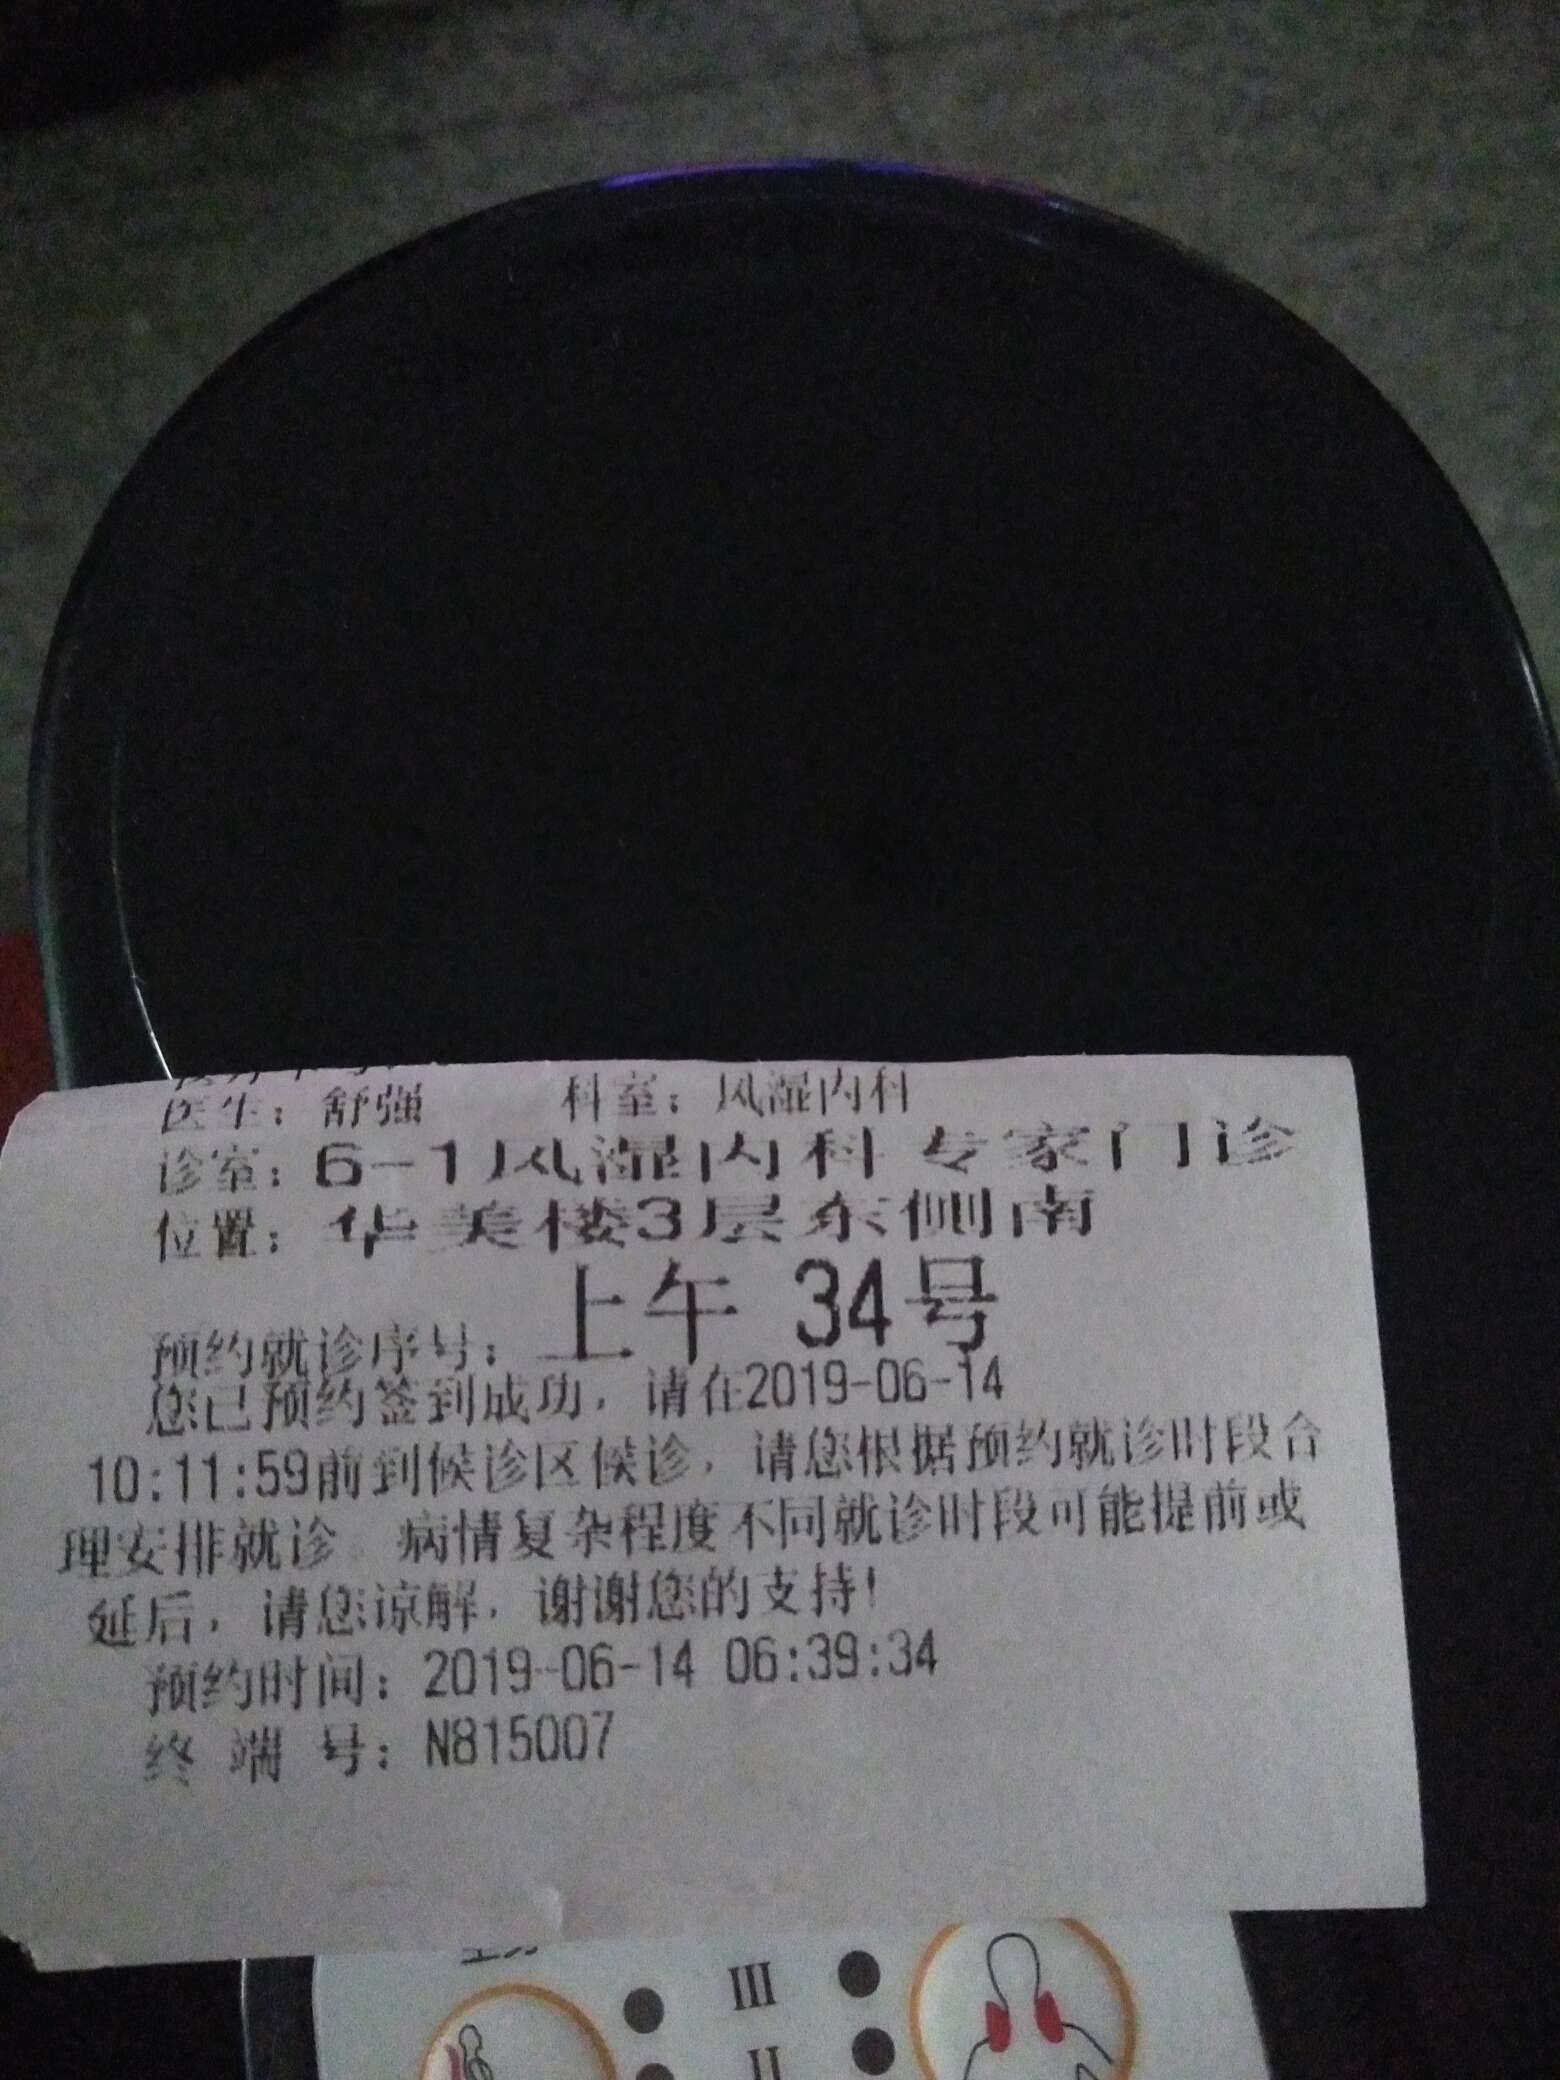 医生：舒强 科室：风湿内科
诊室：6-1风湿内科 专家门诊
位置：华美楼3层东侧南
预约就诊序号：上午 34号
您已预约签到成功，请在2019-06-14
10:11:59前到候诊区候诊，请您根据预约就诊时段合
理安排就诊。病情复杂程度不同就诊时段可能提前或
延后，请您谅解，谢谢您的支持！
预约时间：2019-06-14 06:39:34
终 端 号：N815007
III
II